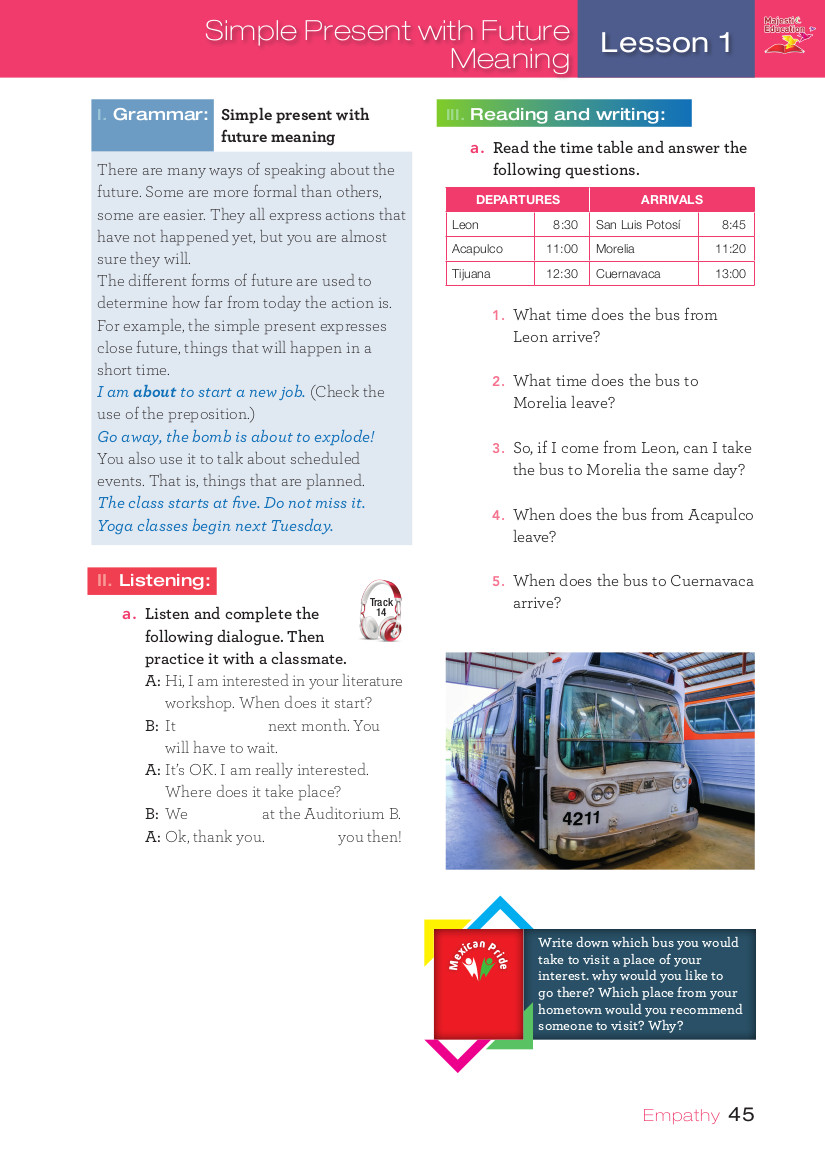 Simple Present with Future
Meaning
Lesson 1
Majestic
Education
I. Grammar:
Simple present with
future meaning
There are many ways of speaking about the
future. Some are more formal than others,
some are easier. They all express actions that
have not happened yet, but you are almost
sure they will.
The different forms of future are used to
determine how far from today the action is.
For example, the simple present expresses
close future, things that will happen in a
short time.
I am about to start a new job. (Check the
use of the preposition.)
Go away, the bomb is about to explode!
You also use it to talk about scheduled
events. That is, things that are planned.
The class starts at five. Do not miss it.
Yoga classes begin next Tuesday.
II. Listening:
Track
14
a. Listen and complete the
following dialogue. Then
practice it with a classmate.
A: Hi, I am interested in your literature
workshop. When does it start?
B: It next month. You
will have to wait.
A: It's OK. I am really interested.
Where does it take place?
B: We at the Auditorium B.
A: Ok, thank you. you then!
III. Reading and writing:
a. Read the time table and answer the
following questions.
DEPARTURES ARRIVALS
Leon 8:30 San Luis Potosí 8:45
Acapulco 11:00 Morelia 11:20
Tijuana 12:30 Cuernavaca 13:00
1. What time does the bus from
Leon arrive?
2. What time does the bus to
Morelia leave?
3. So, if I come from Leon, can I take
the bus to Morelia the same day?
4. When does the bus from Acapulco
leave?
5. When does the bus to Cuernavaca
arrive?
4211
4211
Mexican Pride
Write down which bus you would
take to visit a place of your
interest. why would you like to
go there? Which place from your
hometown would you recommend
someone to visit? Why?
Empathy 45